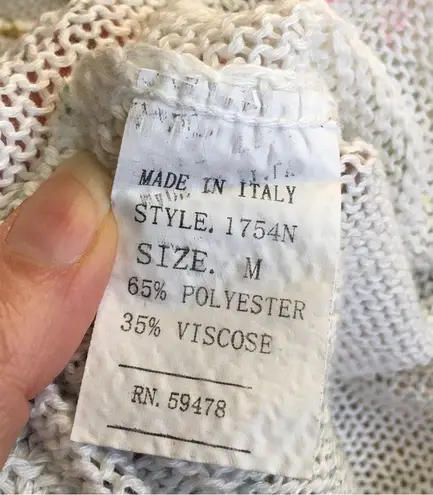 MADE IN ITALY
STYLE. 1754N
SIZE. M
65% POLYESTER
35% VISCOSE
RN. 59478